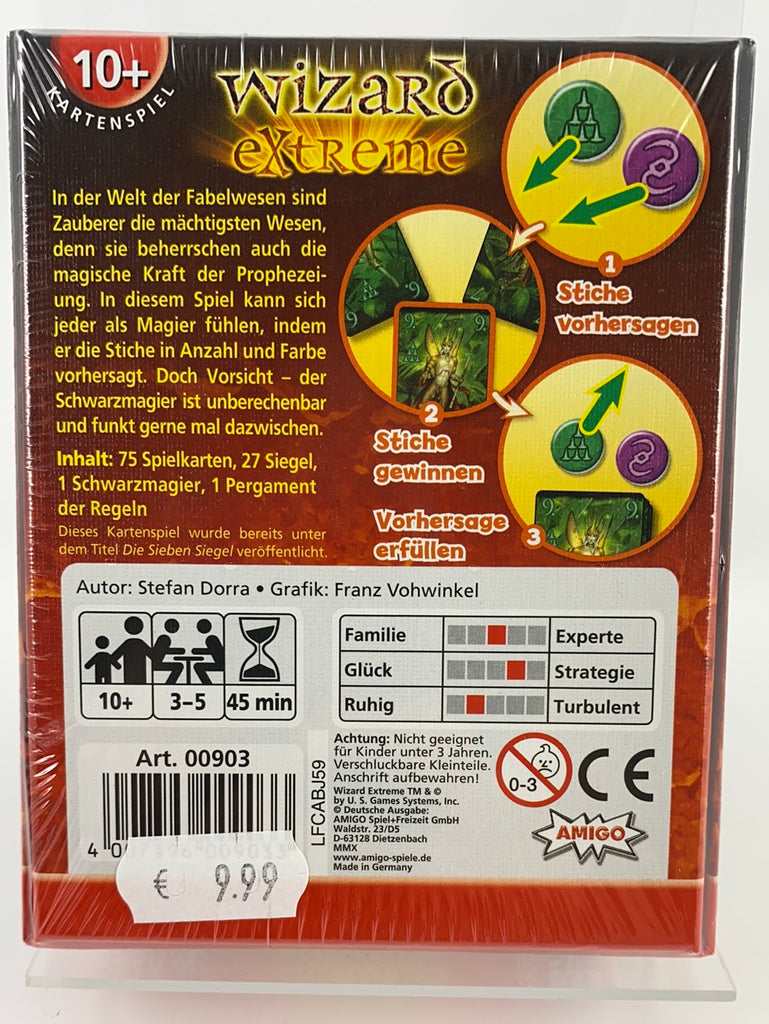 10+
KARTENSPIEL
Wizard
eXtreme
In der Welt der Fabelwesen sind
Zauberer die mächtigsten Wesen,
denn sie beherrschen auch die
magische Kraft der Prophezei-
ung. In diesem Spiel kann sich
jeder als Magier fühlen, indem
er die Stiche in Anzahl und Farbe
vorhersagt. Doch Vorsicht – der
Schwarzmagier ist unberechenbar
und funkt gerne mal dazwischen.
Inhalt: 75 Spielkarten, 27 Siegel,
1 Schwarzmagier, 1 Pergament
der Regeln
Dieses Kartenspiel wurde bereits unter
dem Titel Die Sieben Siegel veröffentlicht.
1
Stiche
vorhersagen
9 9
2
Stiche
gewinnen
Vorhersage
erfüllen
9 9
3
Autor: Stefan Dorra • Grafik: Franz Vohwinkel
10+ 3–5 45 min
Familie Experte
Glück Strategie
Ruhig Turbulent
Art. 00903
LFCABJ59
Achtung: Nicht geeignet
für Kinder unter 3 Jahren.
Verschluckbare Kleinteile.
Anschrift aufbewahren!
Wizard Extreme TM & ©
by U. S. Games Systems, Inc.
© Deutsche Ausgabe:
AMIGO Spiel+Freizeit GmbH
Waldstr. 23/D5
D-63128 Dietzenbach
MMX
www.amigo-spiele.de
Made in Germany
0-3
CE
AMIGO
€ 9.99